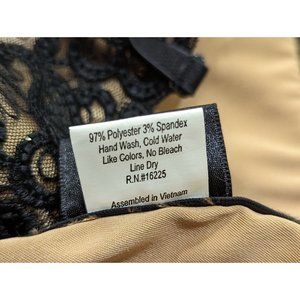 97% Polyester 3% Spandex
Hand Wash, Cold Water
Like Colors, No Bleach
Line Dry
R.N.#16225
Assembled in Vietnam